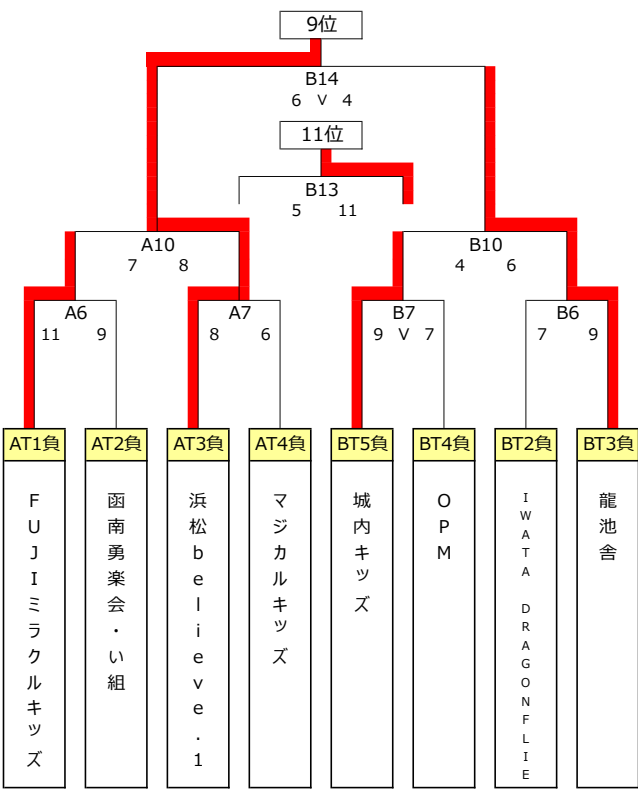 9位
B14
6 V 4
11位
B13
5 11
A10
7 8
B10
4 6
A6
11 9
A7
8 6
B7
9 V 7
B6
7 9
AT1負 AT2負 AT3負 AT4負 BT5負 BT4負 BT2負 BT3負
FUJIミラクルキッズ
函南勇楽会・い組
浜松believe.1
マジカルキッズ
城内キッズ
OPM
IWATA DRAGONFLIE
龍池舎